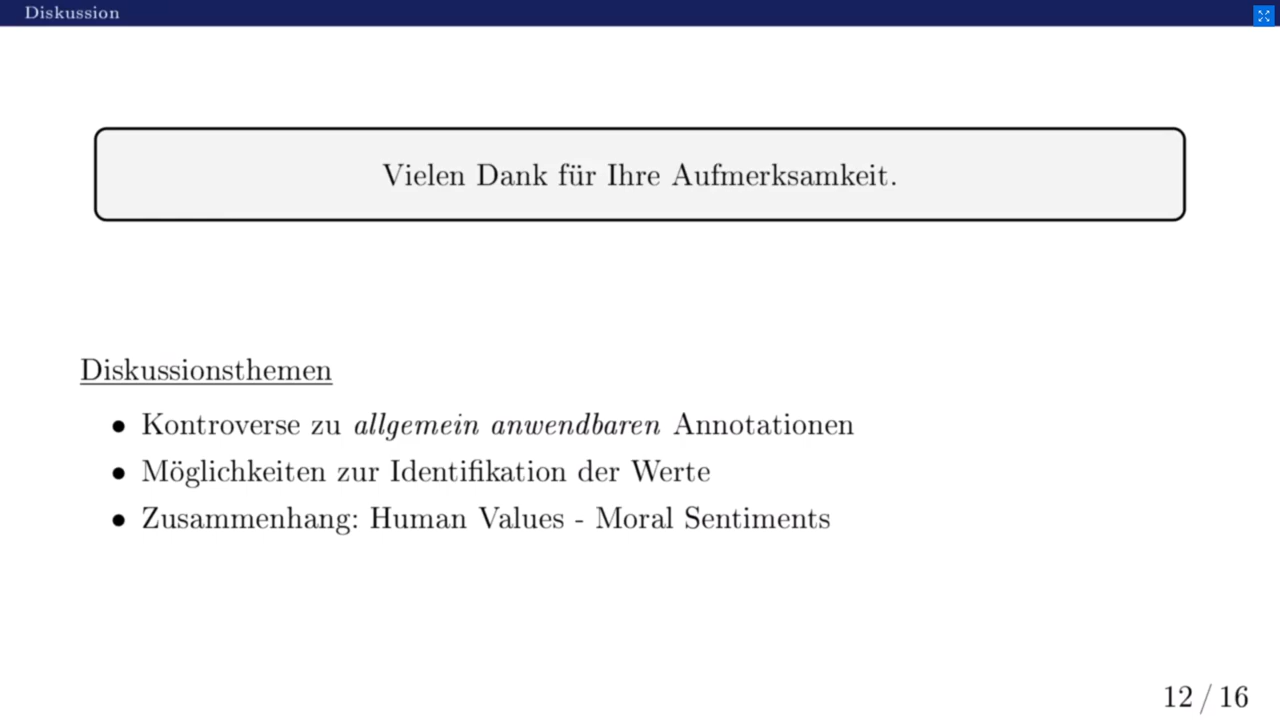 Diskussion
Vielen Dank für Ihre Aufmerksamkeit.
Diskussionsthemen
• Kontroverse zu allgemein anwendbaren Annotationen
• Möglichkeiten zur Identifikation der Werte
• Zusammenhang: Human Values - Moral Sentiments
12 / 16